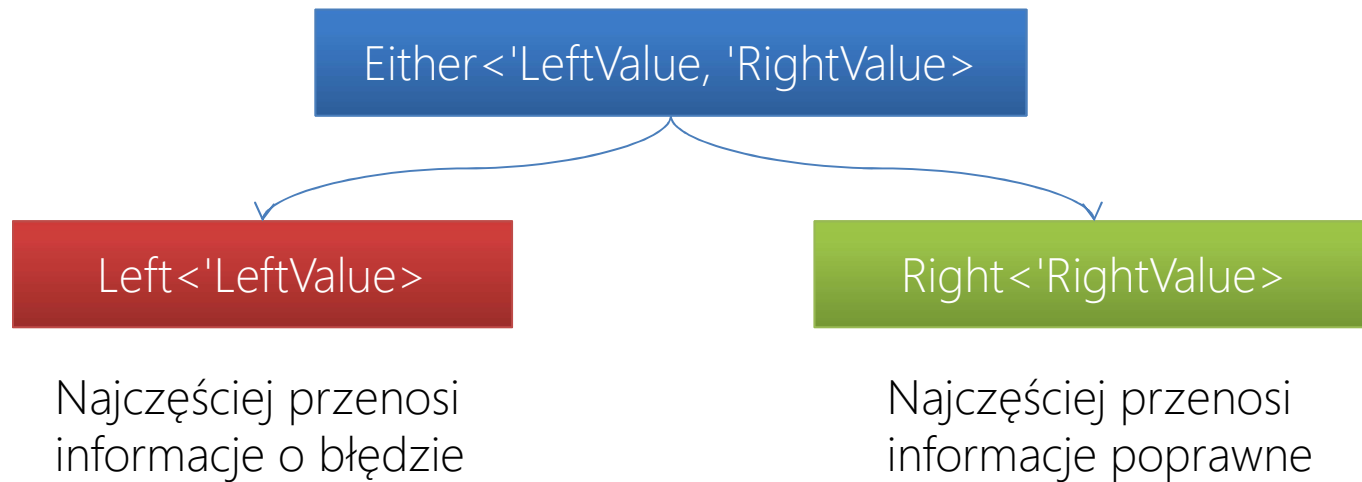 Either<'LeftValue, 'RightValue>
Left<'LeftValue>
Right<'RightValue>
Najczęściej przenosi
informacje o błędzie
Najczęściej przenosi
informacje poprawne